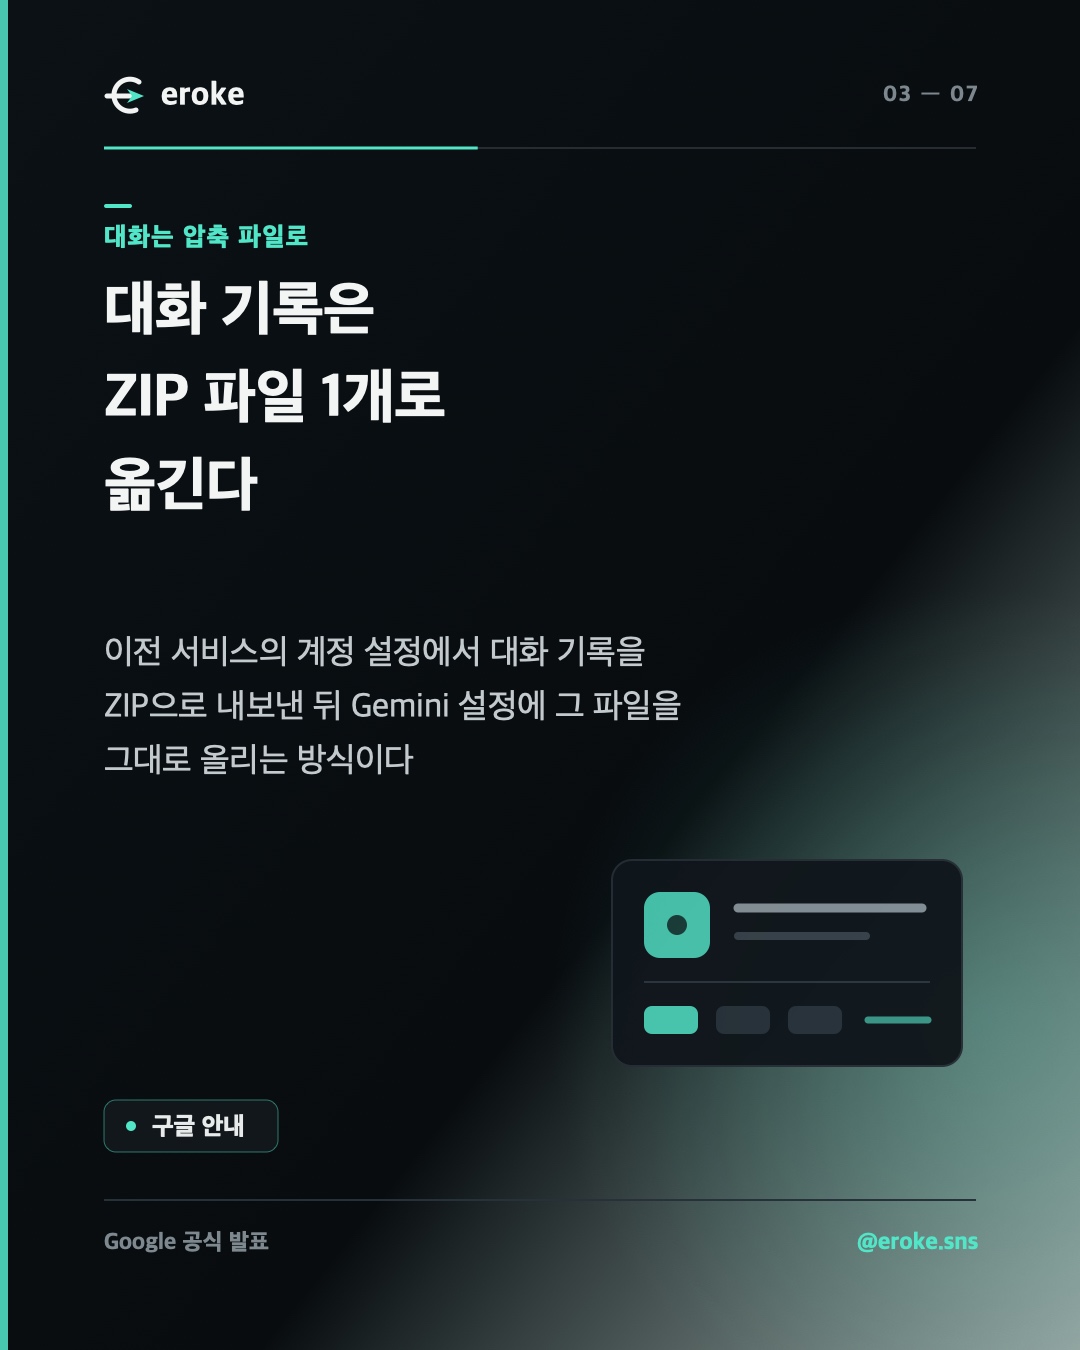 eroke
03 — 07
대화는 압축 파일로
대화 기록은
ZIP 파일 1개로
옮긴다
이전 서비스의 계정 설정에서 대화 기록을
ZIP으로 내보낸 뒤 Gemini 설정에 그 파일을
그대로 올리는 방식이다
구글 안내
Google 공식 발표
@eroke.sns